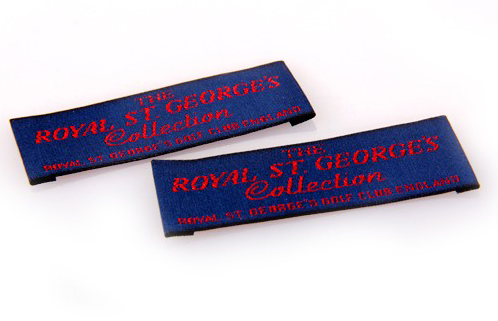 THE
ROYAL ST. GEORGE'S
Collection
ROYAL ST GEORGE'S GOLF CLUB ENGLAND
THE
ROYAL ST. GEORGE'S
Collection
ROYAL ST. GEORGE'S GOLF CLUB ENGLAND